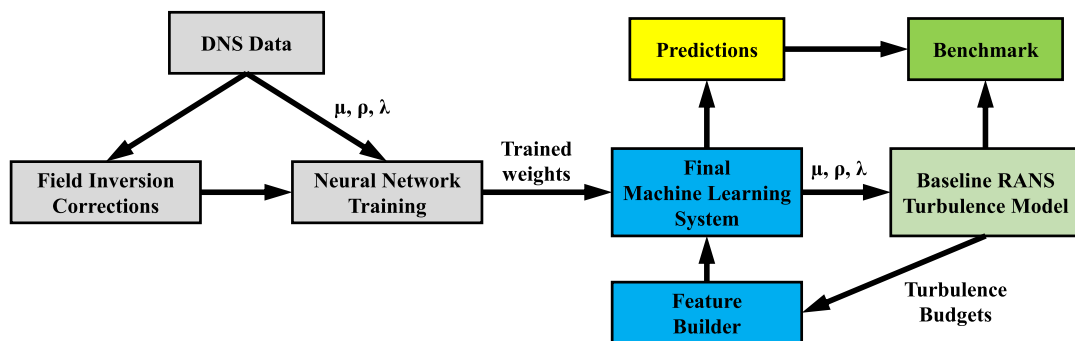 DNS Data
μ, ρ, λ
Field Inversion
Corrections
Neural Network
Training
Trained
weights
Predictions
Benchmark
Final
Machine Learning
System
μ, ρ, λ
Baseline RANS
Turbulence Model
Feature
Builder
Turbulence
Budgets